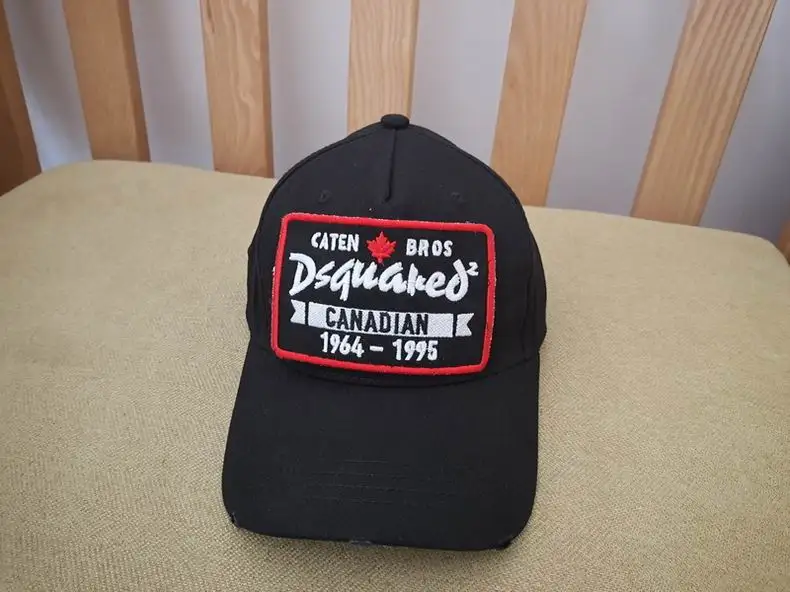 CATEN BROS
Dsquared²
CANADIAN
1964 - 1995